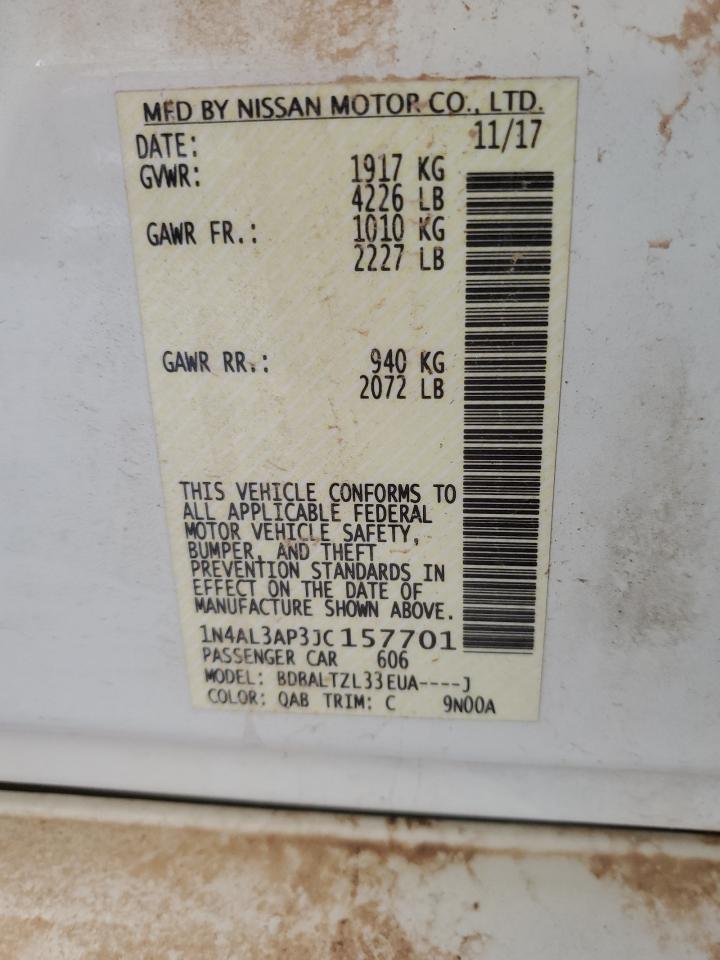 MFD BY NISSAN MOTOR CO., LTD.
DATE: 11/17
GVWR: 1917 KG
4226 LB
GAWR FR.: 1010 KG
2227 LB
GAWR RR.: 940 KG
2072 LB
THIS VEHICLE CONFORMS TO
ALL APPLICABLE FEDERAL
MOTOR VEHICLE SAFETY,
BUMPER, AND THEFT
PREVENTION STANDARDS IN
EFFECT ON THE DATE OF
MANUFACTURE SHOWN ABOVE.
1N4AL3AP3JC157701
PASSENGER CAR 606
MODEL: BDBALTZL33EUA----J
COLOR: QAB TRIM: C 9N00A